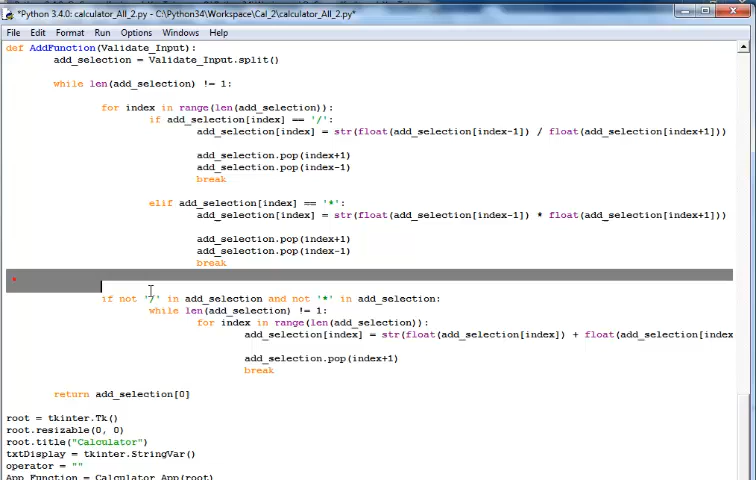 *Python 3.4.0: calculator_All_2.py - C:\Python34\Workspace\Cal_2\calculator_All_2.py*
File Edit Format Run Options Windows Help
def AddFunction(Validate_Input):
add_selection = Validate_Input.split()
while len(add_selection) != 1:
for index in range(len(add_selection)):
if add_selection[index] == '/':
add_selection[index] = str(float(add_selection[index-1]) / float(add_selection[index+1]))
add_selection.pop(index+1)
add_selection.pop(index-1)
break
elif add_selection[index] == '*':
add_selection[index] = str(float(add_selection[index-1]) * float(add_selection[index+1]))
add_selection.pop(index+1)
add_selection.pop(index-1)
break
if not '/' in add_selection and not '*' in add_selection:
while len(add_selection) != 1:
for index in range(len(add_selection)):
add_selection[index] = str(float(add_selection[index]) + float(add_selection[index
add_selection.pop(index+1)
break
return add_selection[0]
root = tkinter.Tk()
root.resizable(0, 0)
root.title("Calculator")
txtDisplay = tkinter.StringVar()
operator = ""
App_Function = Calculator_App(root)